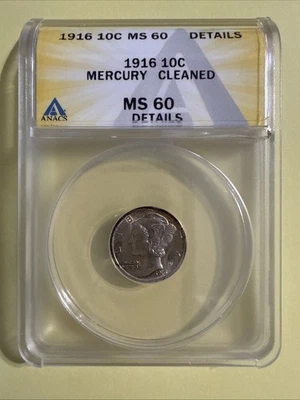 1916 10C MS 60 DETAILS
1916 10C
MERCURY CLEANED
ANACS
MS 60
DETAILS